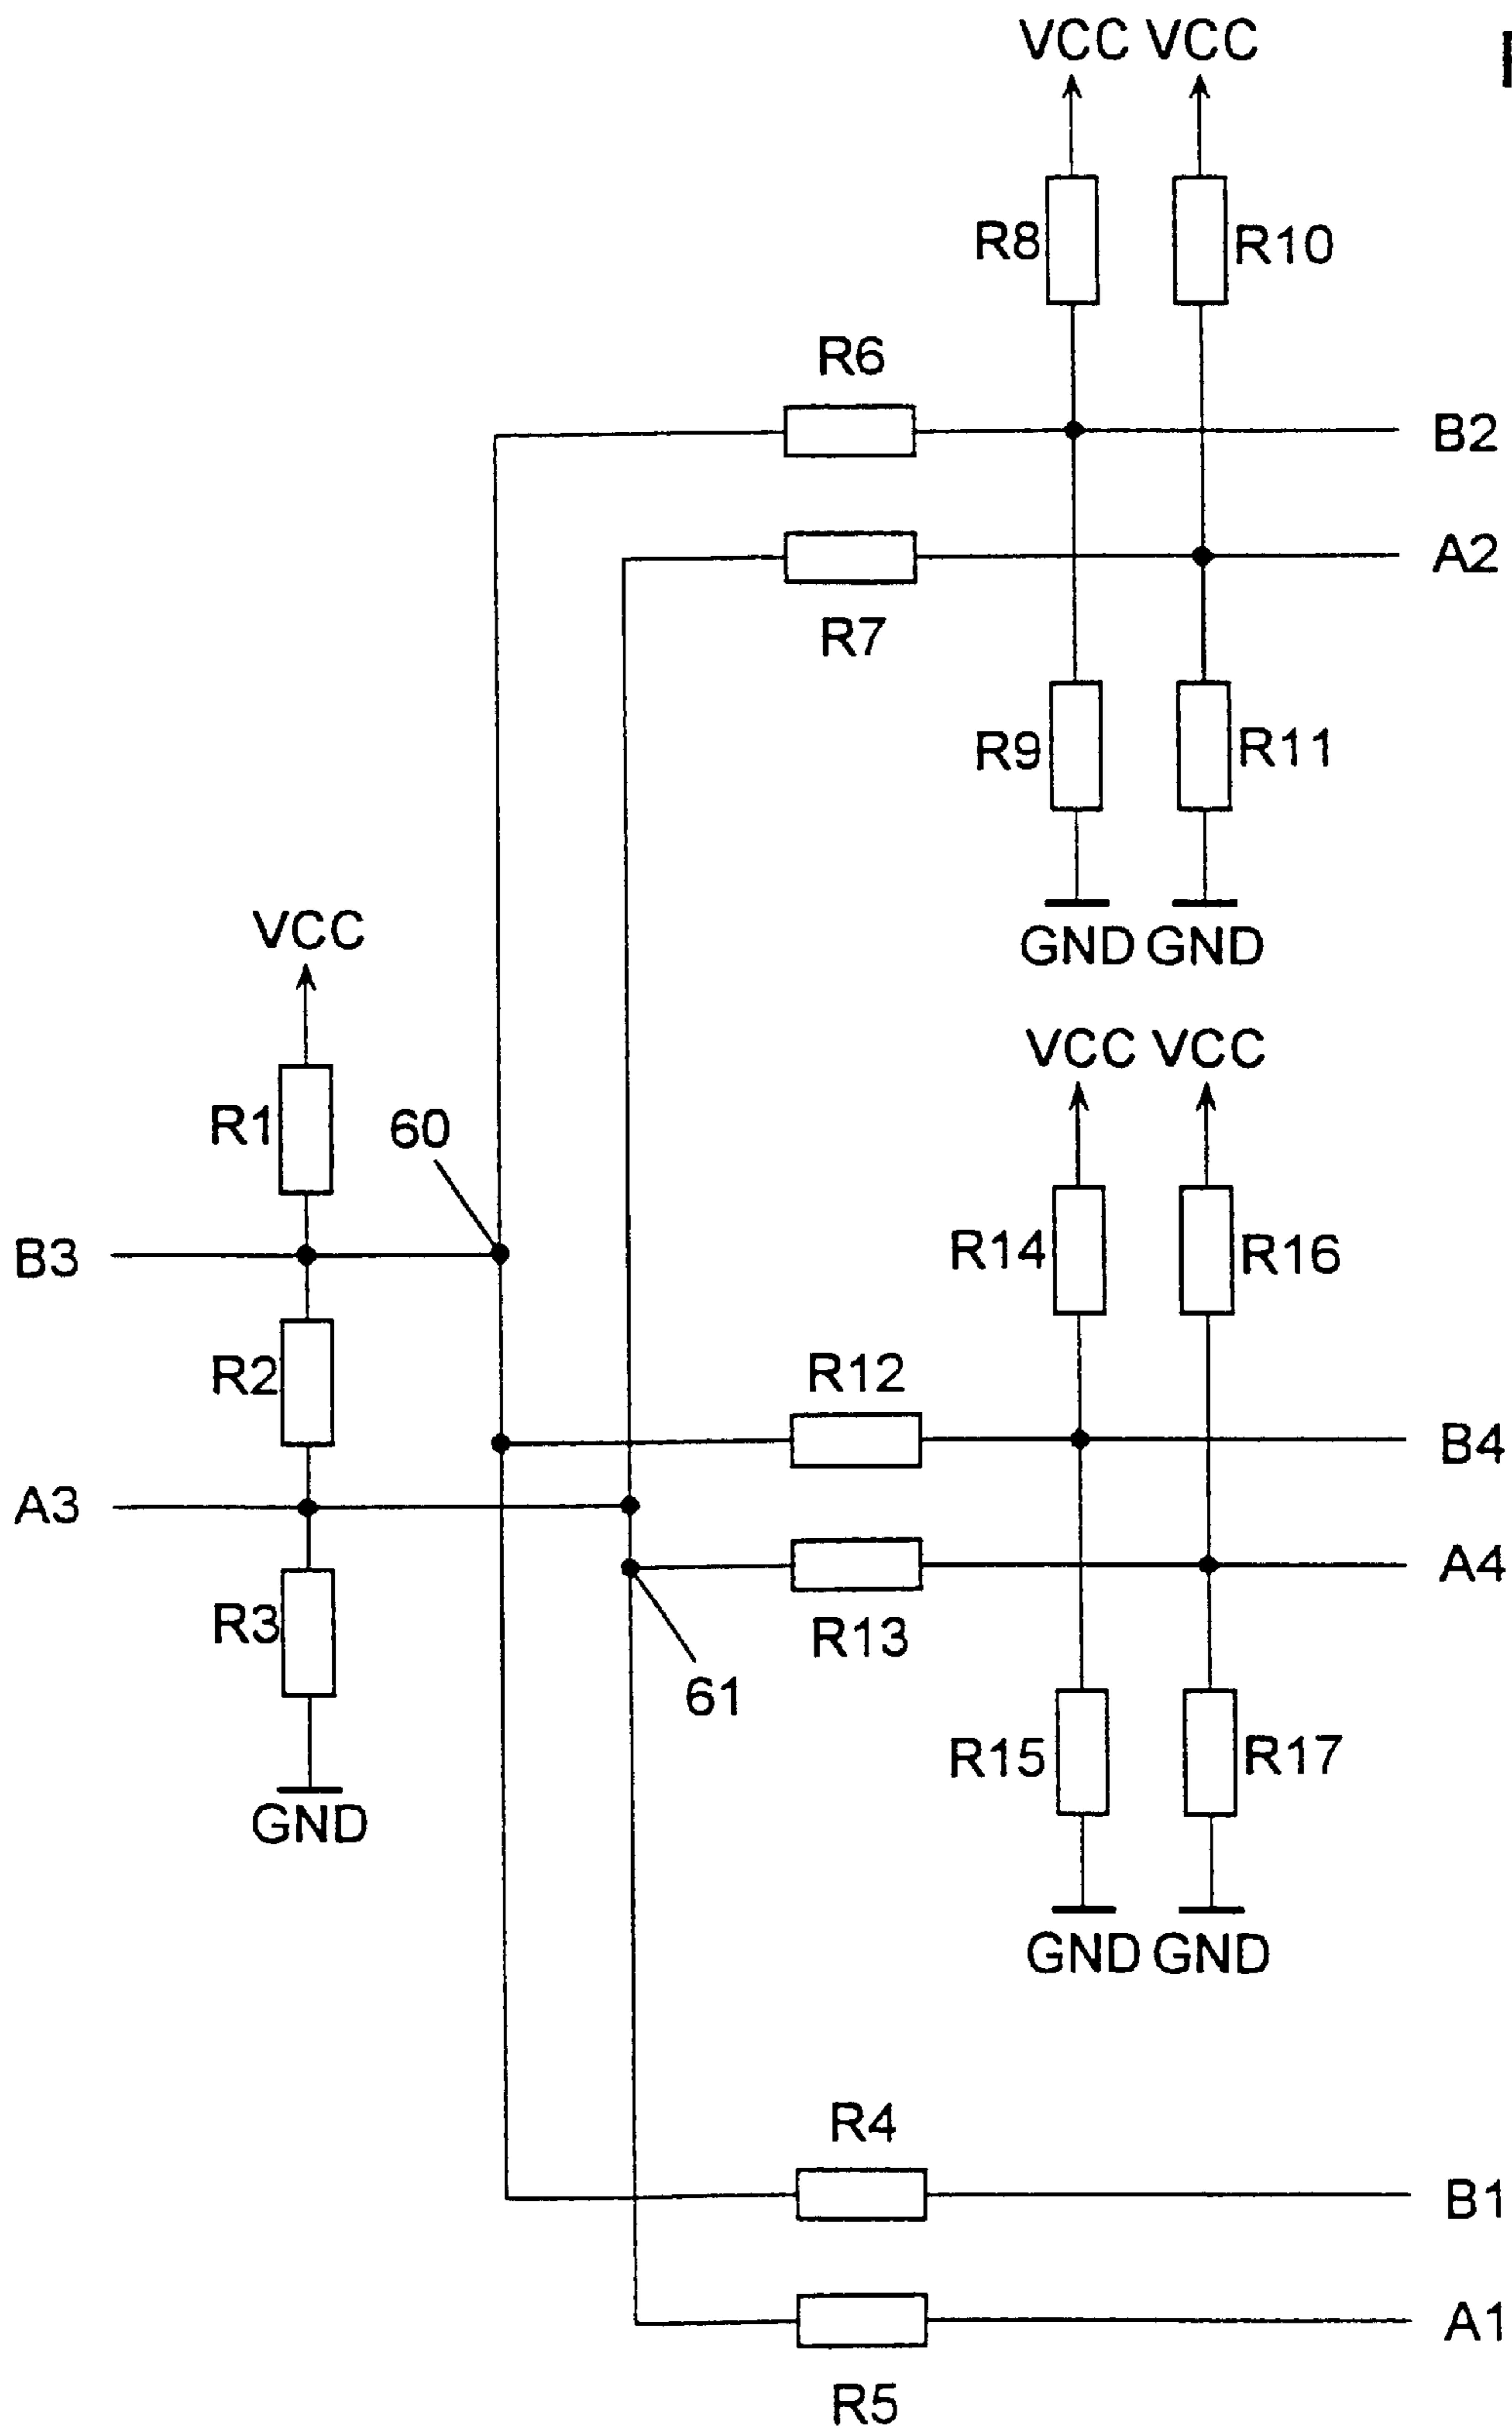 VCC VCC
R8
R10
R6
B2
A2
R7
R9
R11
GND GND
VCC
VCC VCC
R1
60
B3
R14
R16
R2
R12
B4
A3
A4
R3
R13
61
R15
R17
GND
GND GND
R4
B1
A1
R5